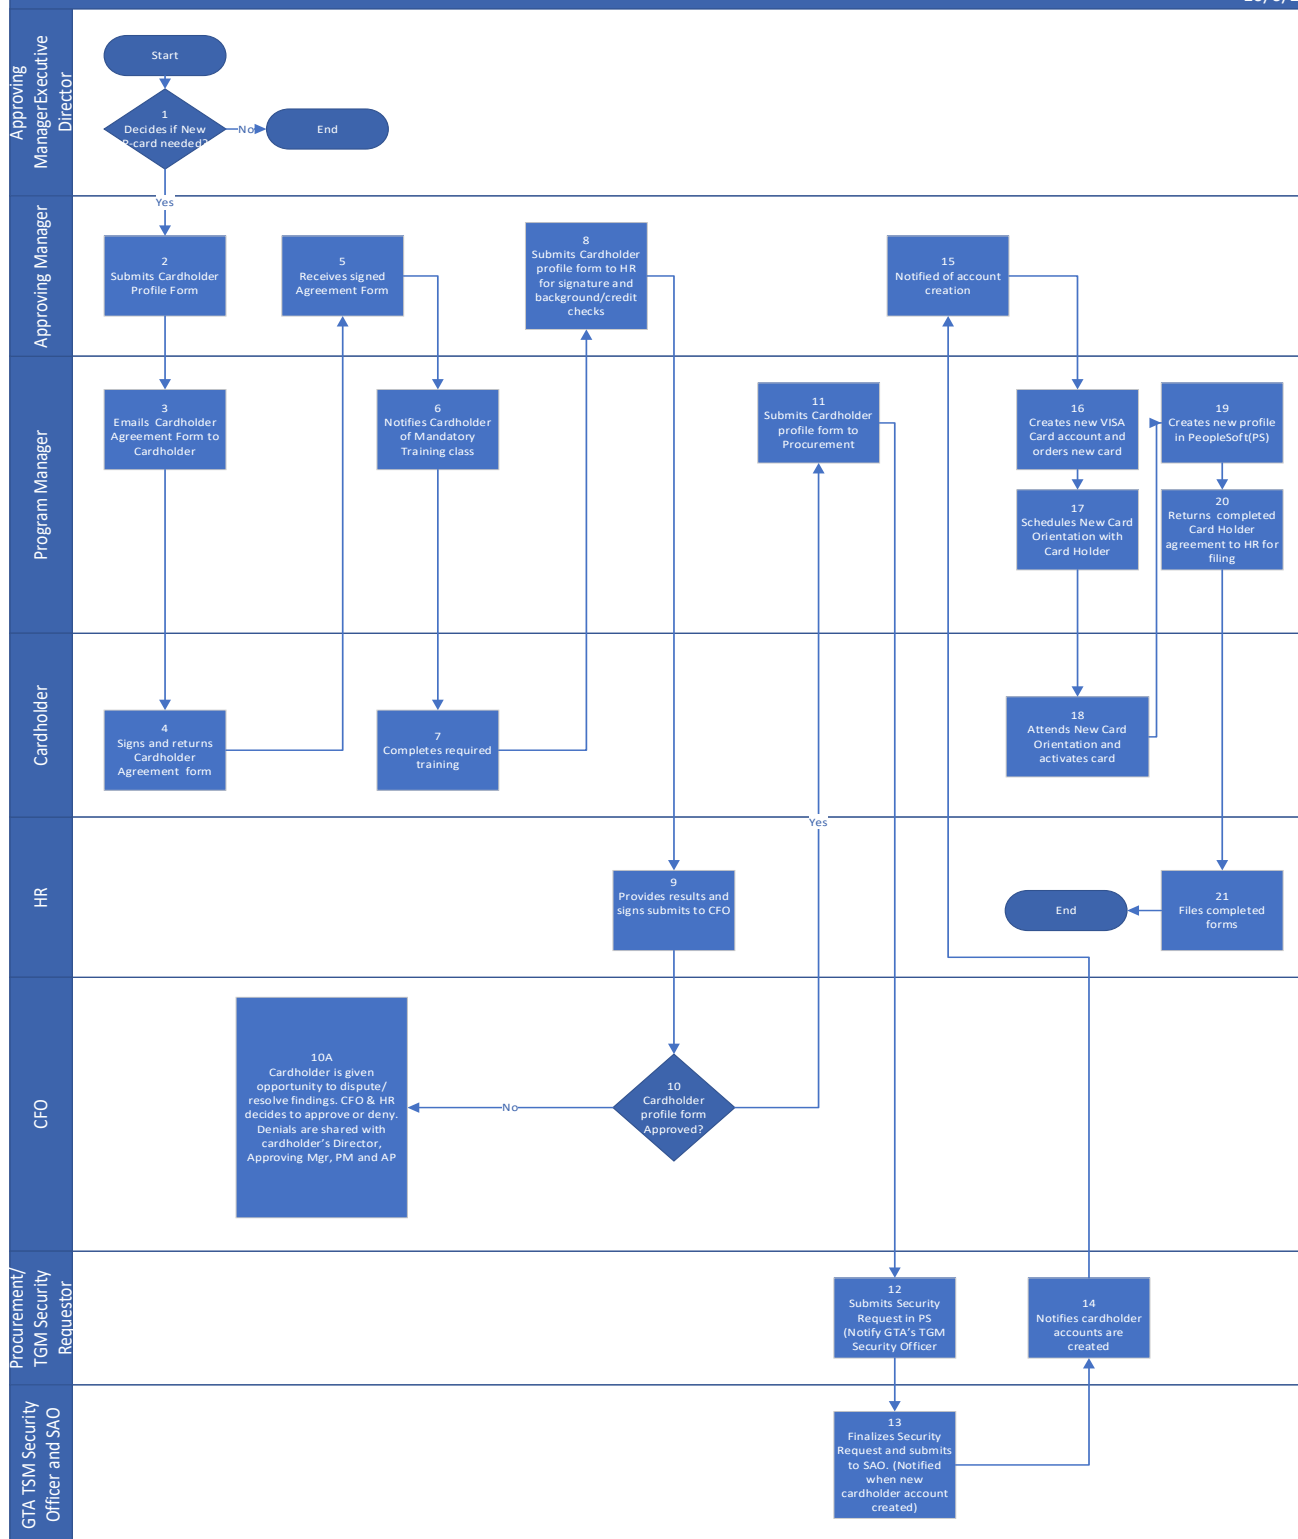 Approving
ManagerExecutive
Director
Start
1
Decides if New
P-card needed?
No
End
Yes
Approving Manager
2
Submits Cardholder
Profile Form
5
Receives signed
Agreement Form
8
Submits Cardholder
profile form to HR
for signature and
background/credit
checks
15
Notified of account
creation
Program Manager
3
Emails Cardholder
Agreement Form to
Cardholder
6
Notifies Cardholder
of Mandatory
Training class
11
Submits Cardholder
profile form to
Procurement
16
Creates new VISA
Card account and
orders new card
19
Creates new profile
in PeopleSoft(PS)
17
Schedules New Card
Orientation with
Card Holder
20
Returns completed
Card Holder
agreement to HR for
filing
Cardholder
4
Signs and returns
Cardholder
Agreement form
7
Completes required
training
18
Attends New Card
Orientation and
activates card
Yes
HR
9
Provides results and
signs submits to CFO
End
21
Files completed
forms
CFO
10A
Cardholder is given
opportunity to dispute/
resolve findings. CFO & HR
decides to approve or deny.
Denials are shared with
cardholder's Director,
Approving Mgr, PM and AP
No
10
Cardholder
profile form
Approved?
Procurement/
TGM Security
Requestor
12
Submits Security
Request in PS
(Notify GTA's TGM
Security Officer
14
Notifies cardholder
accounts are
created
GTA TSM Security
Officer and SAO
13
Finalizes Security
Request and submits
to SAO. (Notified
when new
cardholder account
created)